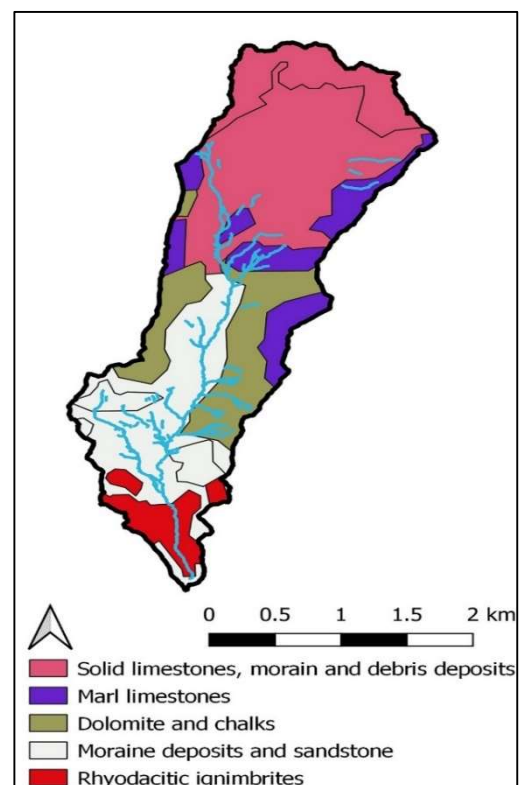 0 0.5 1 1.5 2 km
Solid limestones, morain and debris deposits
Marl limestones
Dolomite and chalks
Moraine deposits and sandstone
Rhyodacitic ignimbrites